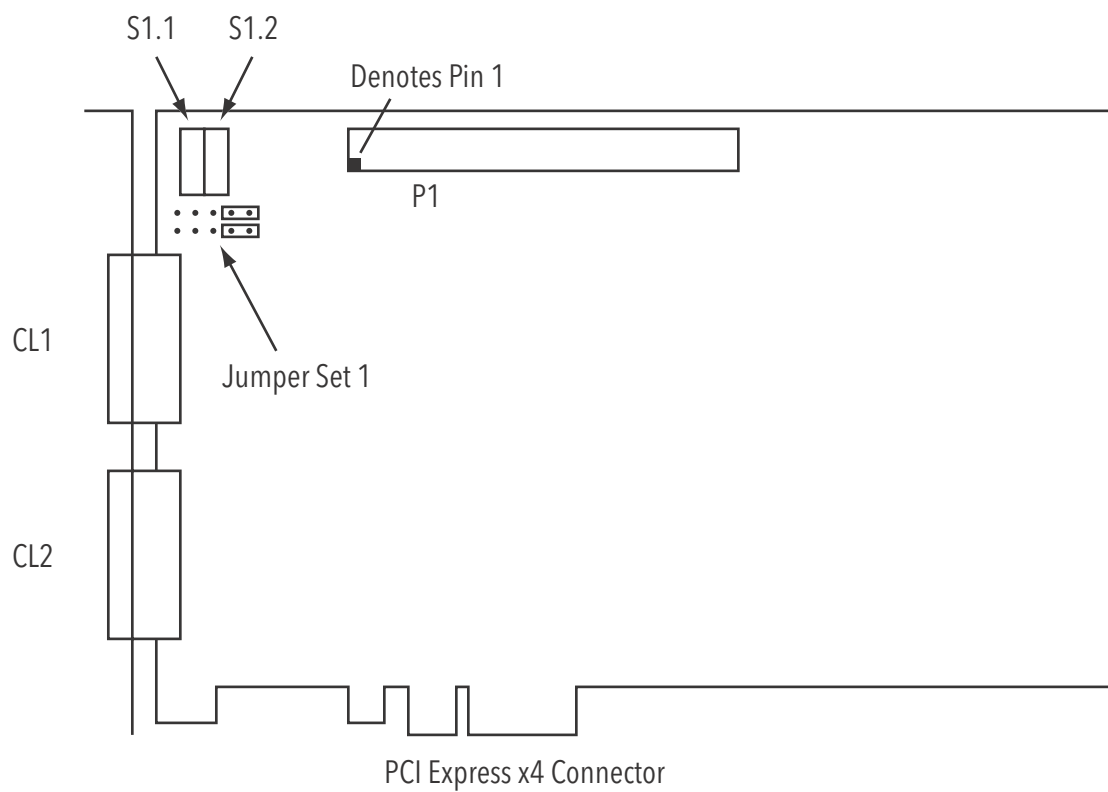 S1.1
S1.2
Denotes Pin 1
P1
CL1
Jumper Set 1
CL2
PCI Express x4 Connector